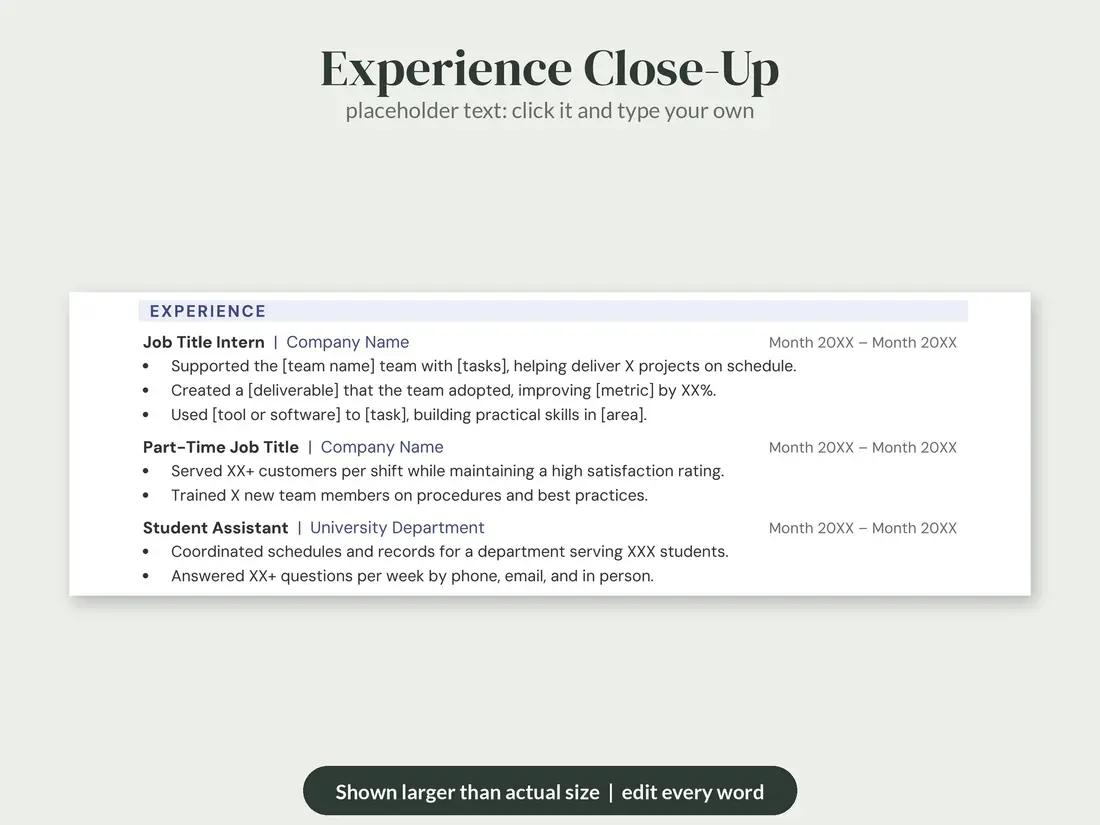 Experience Close-Up
placeholder text: click it and type your own
EXPERIENCE
Job Title Intern | Company Name Month 20XX – Month 20XX
• Supported the [team name] team with [tasks], helping deliver X projects on schedule.
• Created a [deliverable] that the team adopted, improving [metric] by XX%.
• Used [tool or software] to [task], building practical skills in [area].
Part-Time Job Title | Company Name Month 20XX – Month 20XX
• Served XX+ customers per shift while maintaining a high satisfaction rating.
• Trained X new team members on procedures and best practices.
Student Assistant | University Department Month 20XX – Month 20XX
• Coordinated schedules and records for a department serving XXX students.
• Answered XX+ questions per week by phone, email, and in person.
Shown larger than actual size | edit every word